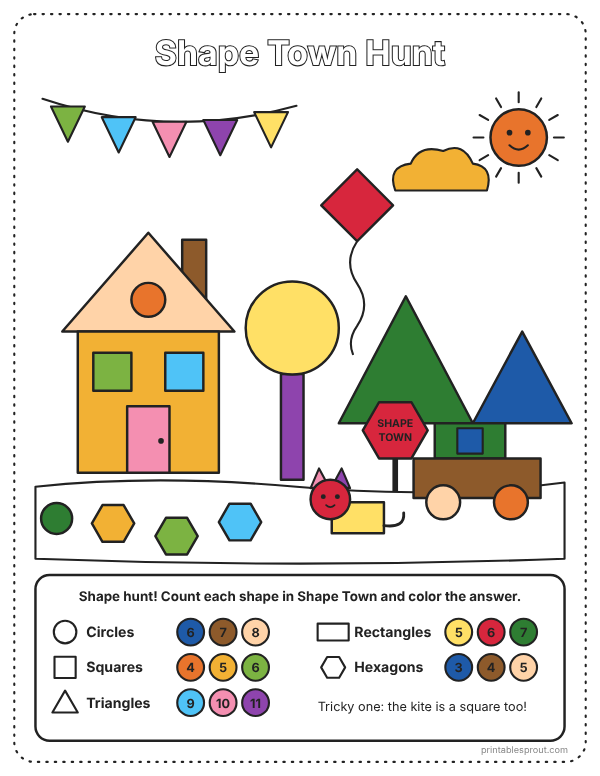 Shape Town Hunt
SHAPE
TOWN
Shape hunt! Count each shape in Shape Town and color the answer.
Circles 6 7 8
Rectangles 5 6 7
Squares 4 5 6
Hexagons 3 4 5
Triangles 9 10 11
Tricky one: the kite is a square too!
printablesprout.com